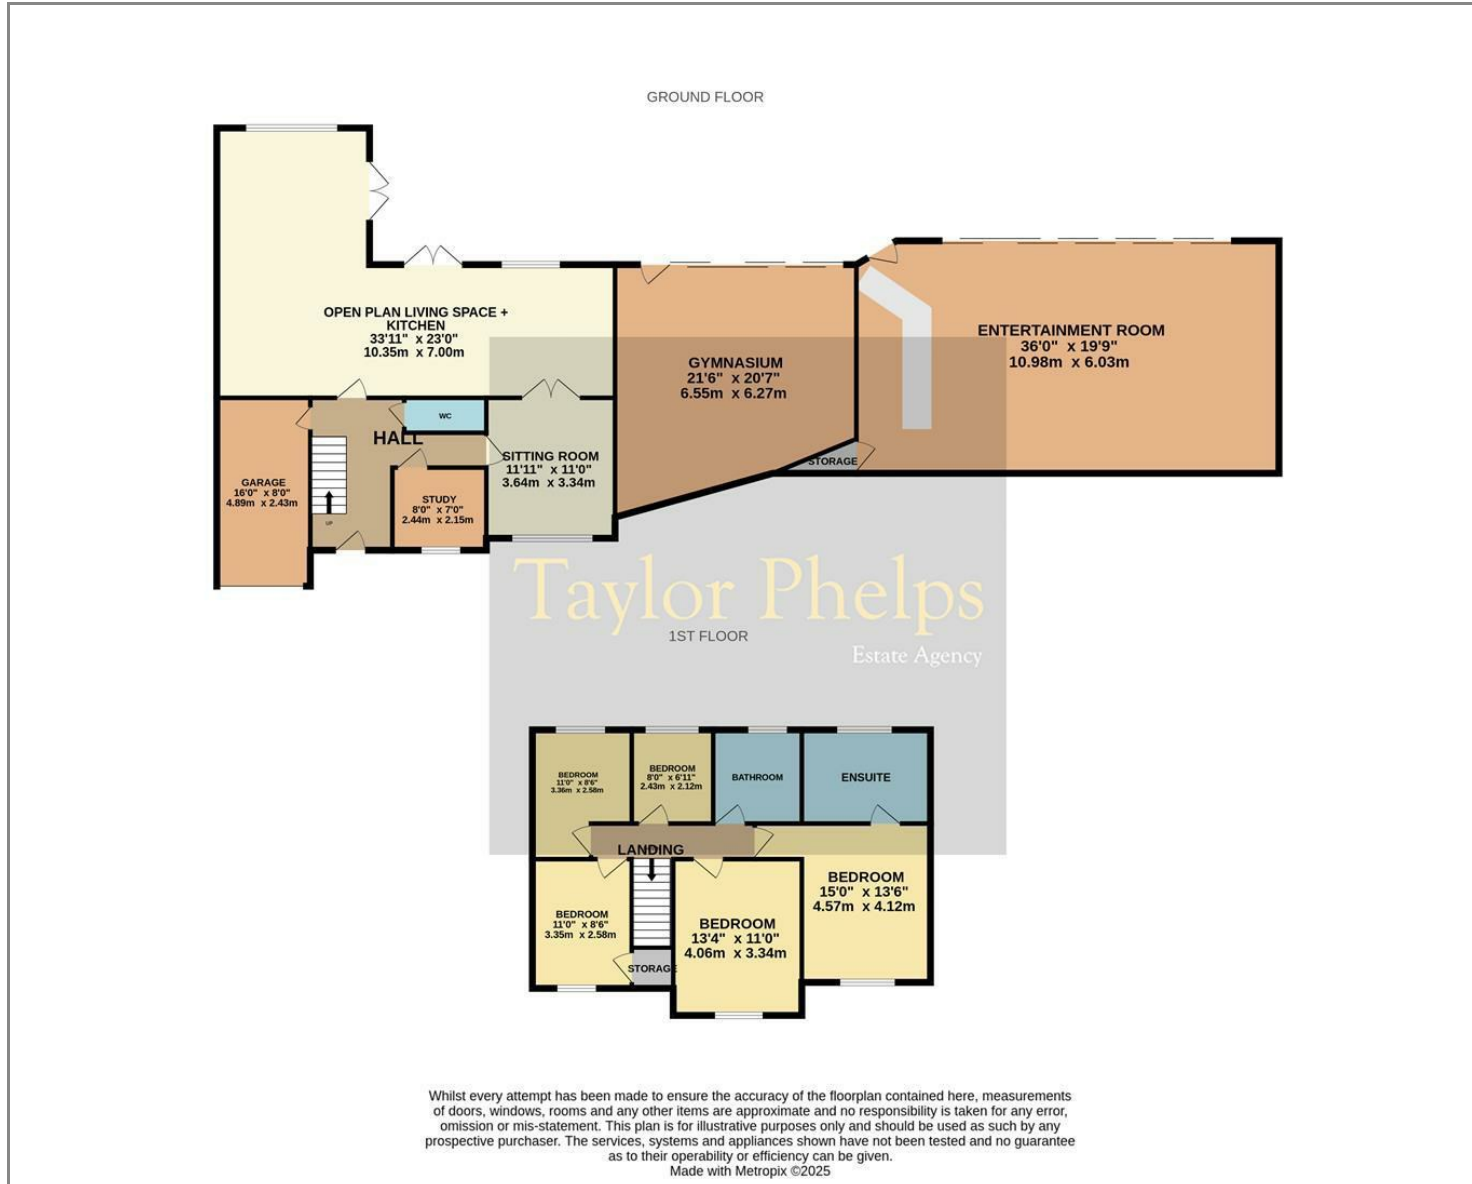 GROUND FLOOR
OPEN PLAN LIVING SPACE +
KITCHEN
33'11" x 23'0"
10.35m x 7.00m
ENTERTAINMENT ROOM
36'0" x 19'9"
10.98m x 6.03m
GYMNASIUM
21'6" x 20'7"
6.55m x 6.27m
WC
HALL
SITTING ROOM
11'11" x 11'0"
3.64m x 3.34m
STORAGE
GARAGE
16'0" x 8'0"
4.89m x 2.43m
STUDY
8'0" x 7'0"
2.44m x 2.15m
UP
Taylor Phelps
1ST FLOOR
Estate Agency
BEDROOM
11'0" x 8'6"
3.36m x 2.58m
BEDROOM
8'0" x 6'11"
2.43m x 2.12m
BATHROOM
ENSUITE
LANDING
BEDROOM
15'0" x 13'6"
4.57m x 4.12m
BEDROOM
11'0" x 8'6"
3.35m x 2.58m
BEDROOM
13'4" x 11'0"
4.06m x 3.34m
STORAGE
Whilst every attempt has been made to ensure the accuracy of the floorplan contained here, measurements
of doors, windows, rooms and any other items are approximate and no responsibility is taken for any error,
omission or mis-statement. This plan is for illustrative purposes only and should be used as such by any
prospective purchaser. The services, systems and appliances shown have not been tested and no guarantee
as to their operability or efficiency can be given.
Made with Metropix ©2025